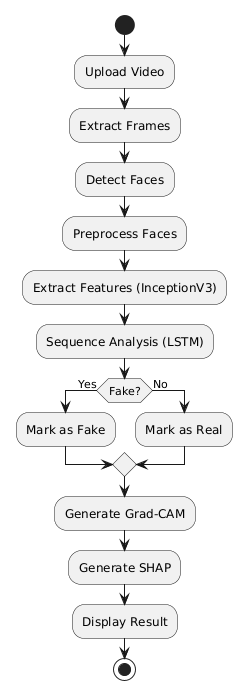 Upload Video
Extract Frames
Detect Faces
Preprocess Faces
Extract Features (InceptionV3)
Sequence Analysis (LSTM)
Yes
Fake?
No
Mark as Fake
Mark as Real
Generate Grad-CAM
Generate SHAP
Display Result